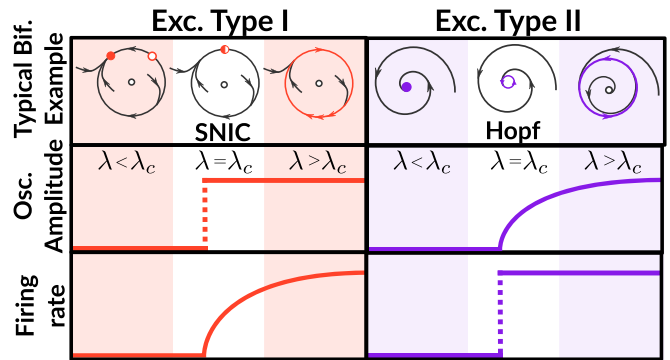 Exc. Type I
Exc. Type II
Typical Bif.
Example
SNIC
Hopf
Osc.
Amplitude
λ < λc
λ = λc
λ > λc
λ < λc
λ = λc
λ > λc
Firing
rate